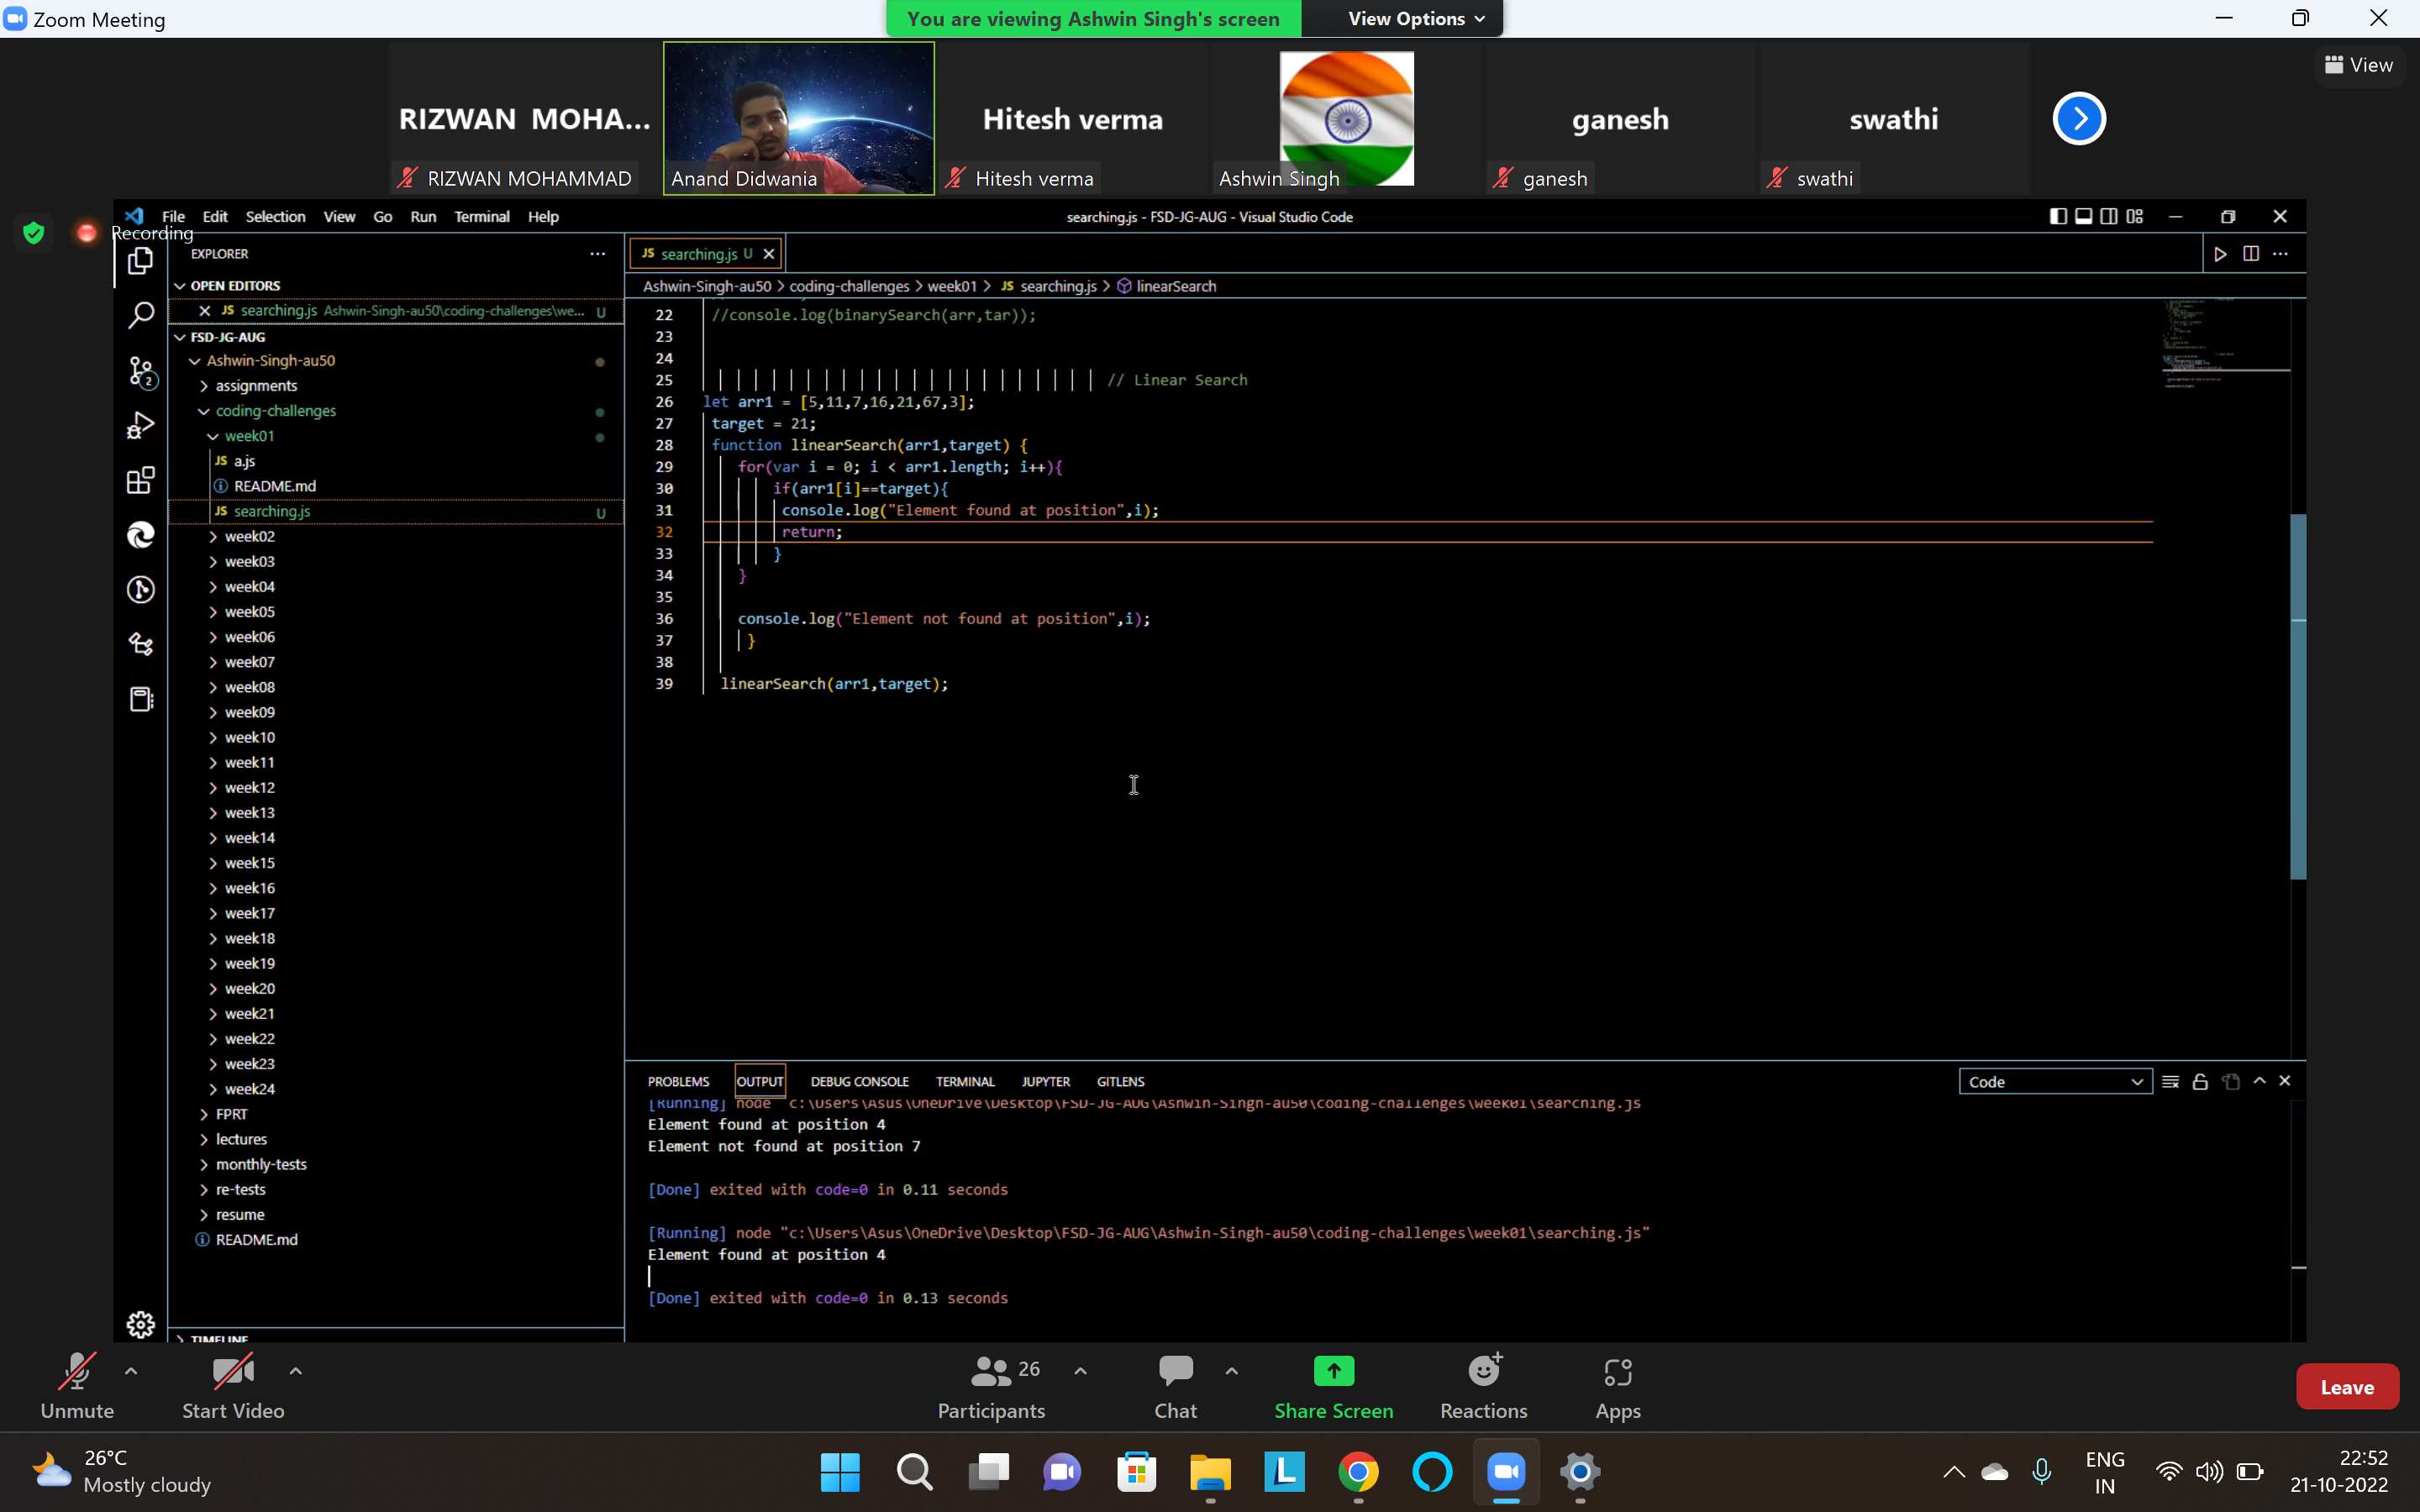 Zoom Meeting
You are viewing Ashwin Singh's screen
View Options
View
RIZWAN MOHA...
Hitesh verma
ganesh
swathi
RIZWAN MOHAMMAD
Anand Didwania
Hitesh verma
Ashwin Singh
ganesh
swathi
Recording
File Edit Selection View Go Run Terminal Help
searching.js - FSD-JG-AUG - Visual Studio Code
EXPLORER
OPEN EDITORS
JS searching.js Ashwin-Singh-au50\coding-challenges\we... U
FSD-JG-AUG
Ashwin-Singh-au50
assignments
coding-challenges
week01
JS a.js
README.md
JS searching.js U
week02
week03
week04
week05
week06
week07
week08
week09
week10
week11
week12
week13
week14
week15
week16
week17
week18
week19
week20
week21
week22
week23
week24
FPRT
lectures
monthly-tests
re-tests
resume
README.md
TIMELINE
2
JS searching.js U
Ashwin-Singh-au50 > coding-challenges > week01 > JS searching.js > linearSearch
22 //console.log(binarySearch(arr,tar));
23
24
25 // Linear Search
26 let arr1 = [5,11,7,16,21,67,3];
27 target = 21;
28 function linearSearch(arr1,target) {
29 for(var i = 0; i < arr1.length; i++){
30 if(arr1[i]==target){
31 console.log("Element found at position",i);
32 return;
33 }
34 }
35
36 console.log("Element not found at position",i);
37 }
38
39 linearSearch(arr1,target);
PROBLEMS OUTPUT DEBUG CONSOLE TERMINAL JUPYTER GITLENS
Code
[Running] node "c:\Users\Asus\OneDrive\Desktop\FSD-JG-AUG\Ashwin-Singh-au50\coding-challenges\week01\searching.js
Element found at position 4
Element not found at position 7
[Done] exited with code=0 in 0.11 seconds
[Running] node "c:\Users\Asus\OneDrive\Desktop\FSD-JG-AUG\Ashwin-Singh-au50\coding-challenges\week01\searching.js"
Element found at position 4
[Done] exited with code=0 in 0.13 seconds
Unmute
Start Video
26
Participants
Chat
Share Screen
Reactions
Apps
Leave
26°C
Mostly cloudy
L
ENG
IN
22:52
21-10-2022